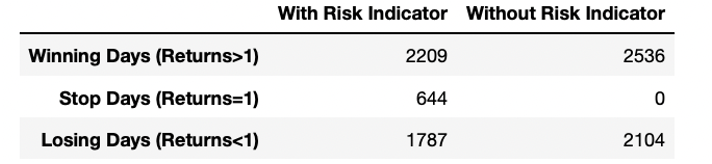 With Risk Indicator Without Risk Indicator
Winning Days (Returns>1) 2209 2536
Stop Days (Returns=1) 644 0
Losing Days (Returns<1) 1787 2104